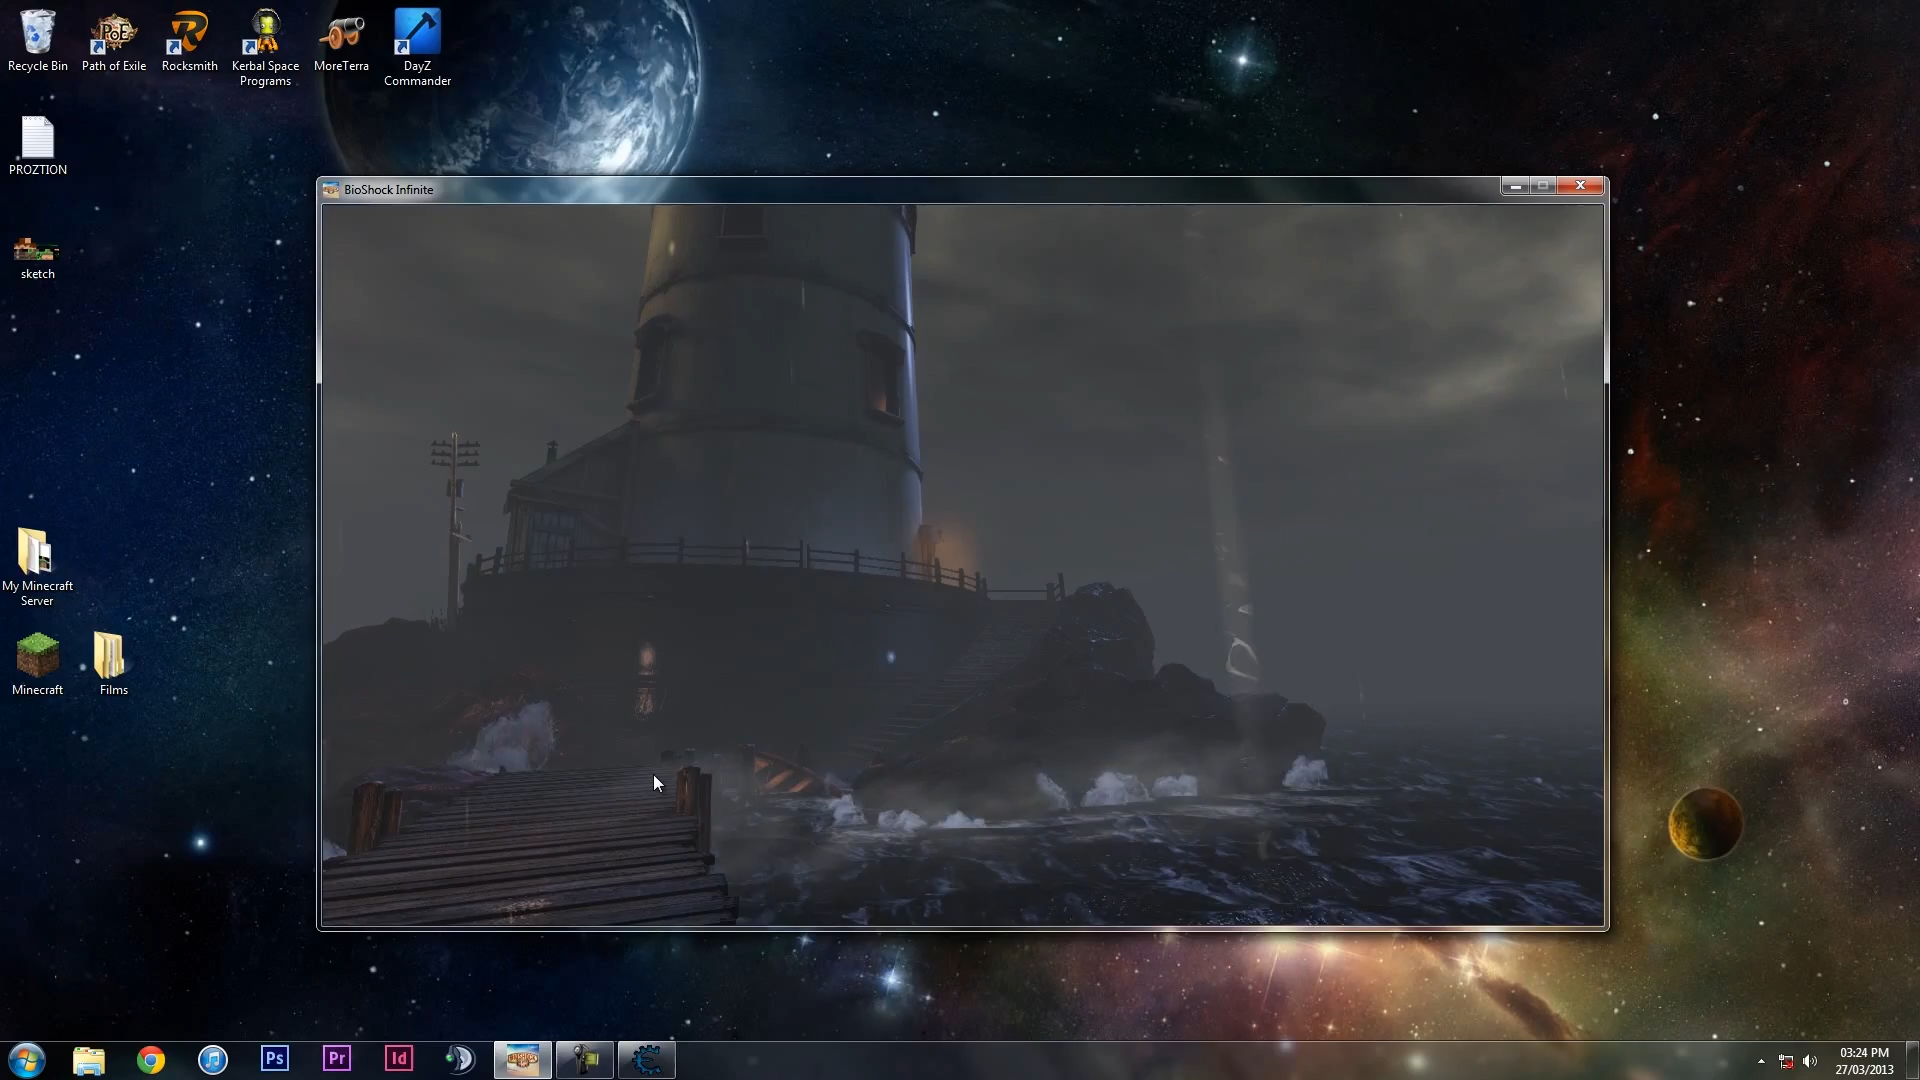 Recycle Bin
Path of Exile
Rocksmith
Kerbal Space
Programs
MoreTerra
DayZ
Commander
PROZTION
sketch
BioShock Infinite
My Minecraft
Server
Minecraft
Films
Ps
Pr
Id
03:24 PM
27/03/2013